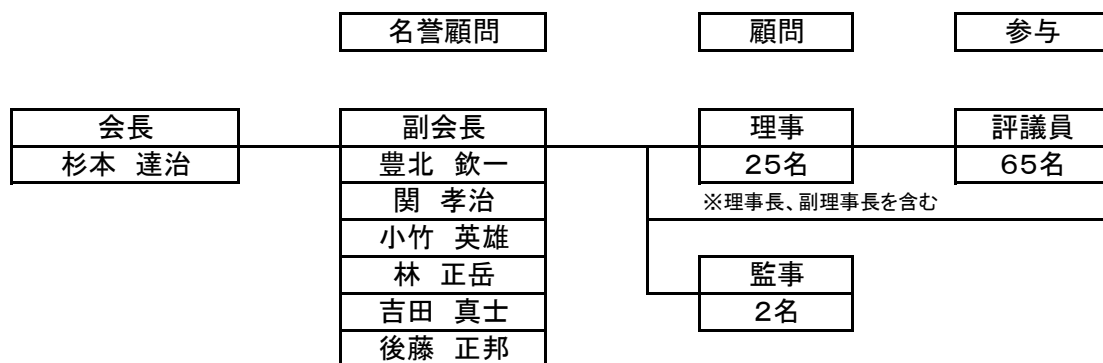 名誉顧問 顧問 参与
会長 副会長 理事 評議員
杉本 達治 豊北 欽一 25名 65名
関 孝治 ※理事長、副理事長を含む
小竹 英雄
林 正岳 監事
吉田 真士 2名
後藤 正邦